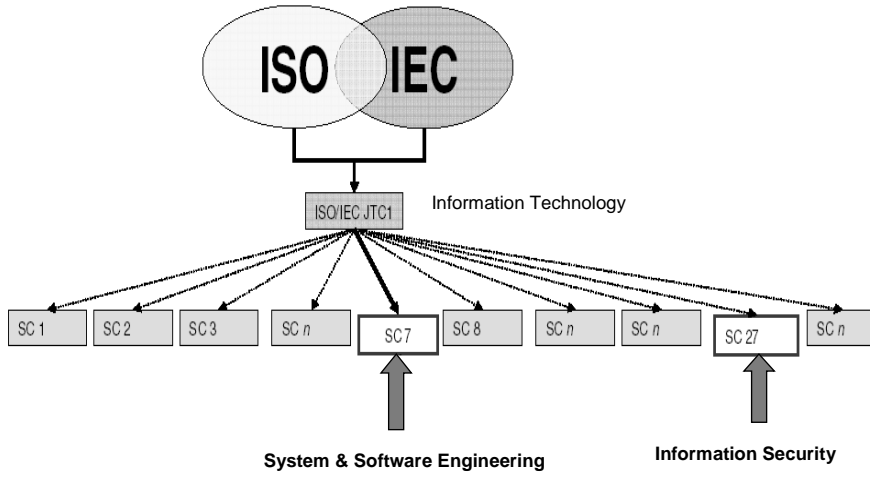 ISO IEC
ISO/IEC JTC1 Information Technology
SC 1 SC 2 SC 3 SC n SC 7 SC 8 SC n SC n SC 27 SC n
System & Software Engineering
Information Security